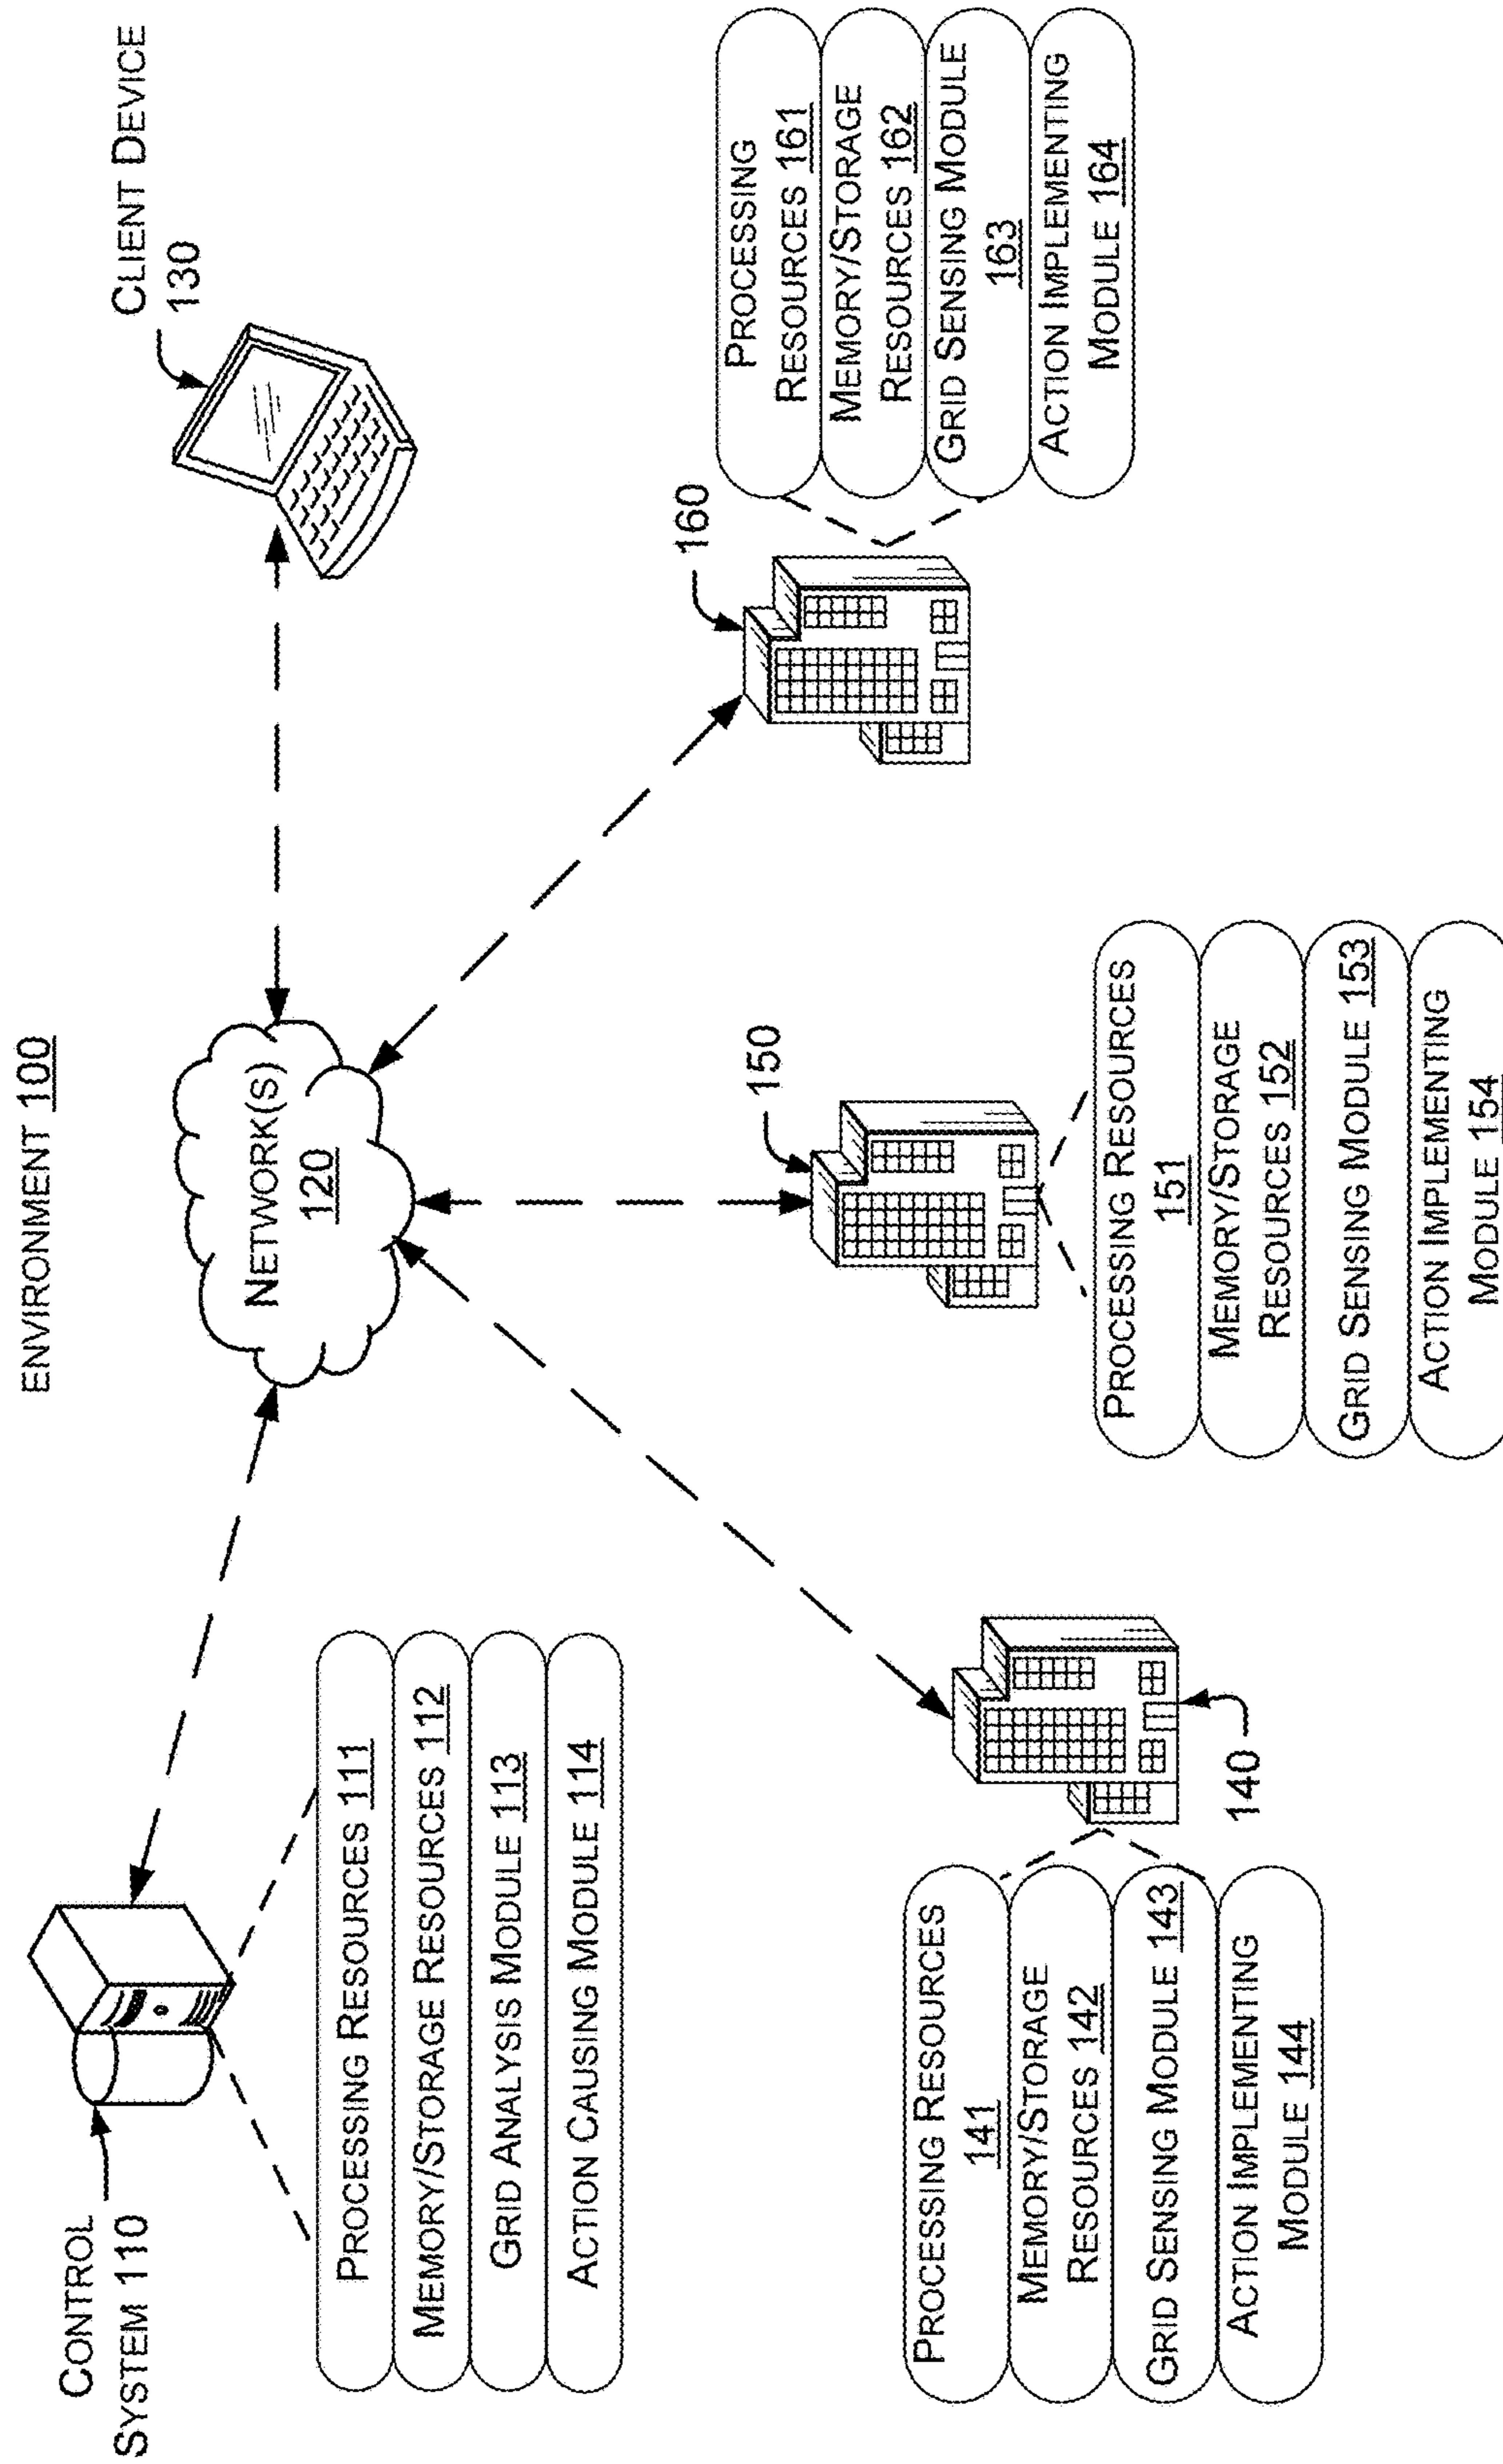 ENVIRONMENT 100
CONTROL
SYSTEM 110
PROCESSING RESOURCES 111
MEMORY/STORAGE RESOURCES 112
GRID ANALYSIS MODULE 113
ACTION CAUSING MODULE 114
NETWORK(S)
120
CLIENT DEVICE
130
140
PROCESSING RESOURCES
141
MEMORY/STORAGE
RESOURCES 142
GRID SENSING MODULE 143
ACTION IMPLEMENTING
MODULE 144
150
PROCESSING RESOURCES
151
MEMORY/STORAGE
RESOURCES 152
GRID SENSING MODULE 153
ACTION IMPLEMENTING
MODULE 154
160
PROCESSING
RESOURCES 161
MEMORY/STORAGE
RESOURCES 162
GRID SENSING MODULE
163
ACTION IMPLEMENTING
MODULE 164